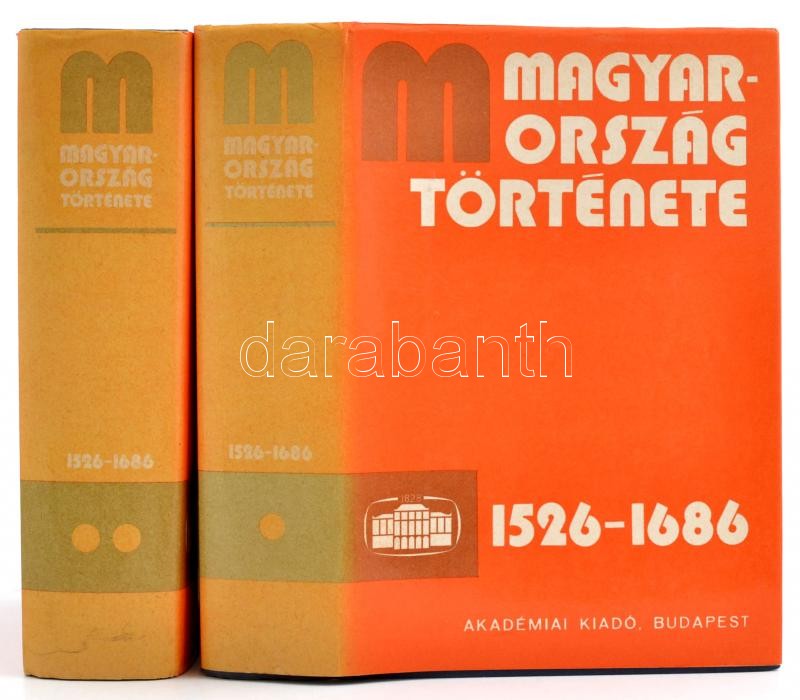 M
MAGYAR-
ORSZÁG
TÖRTÉNETE
1526-1686
M
MAGYAR-
ORSZÁG
TÖRTÉNETE
1526-1686
M
MAGYAR-
ORSZÁG
TÖRTÉNETE
1828
1526-1686
AKADÉMIAI KIADÓ, BUDAPEST
darabanth